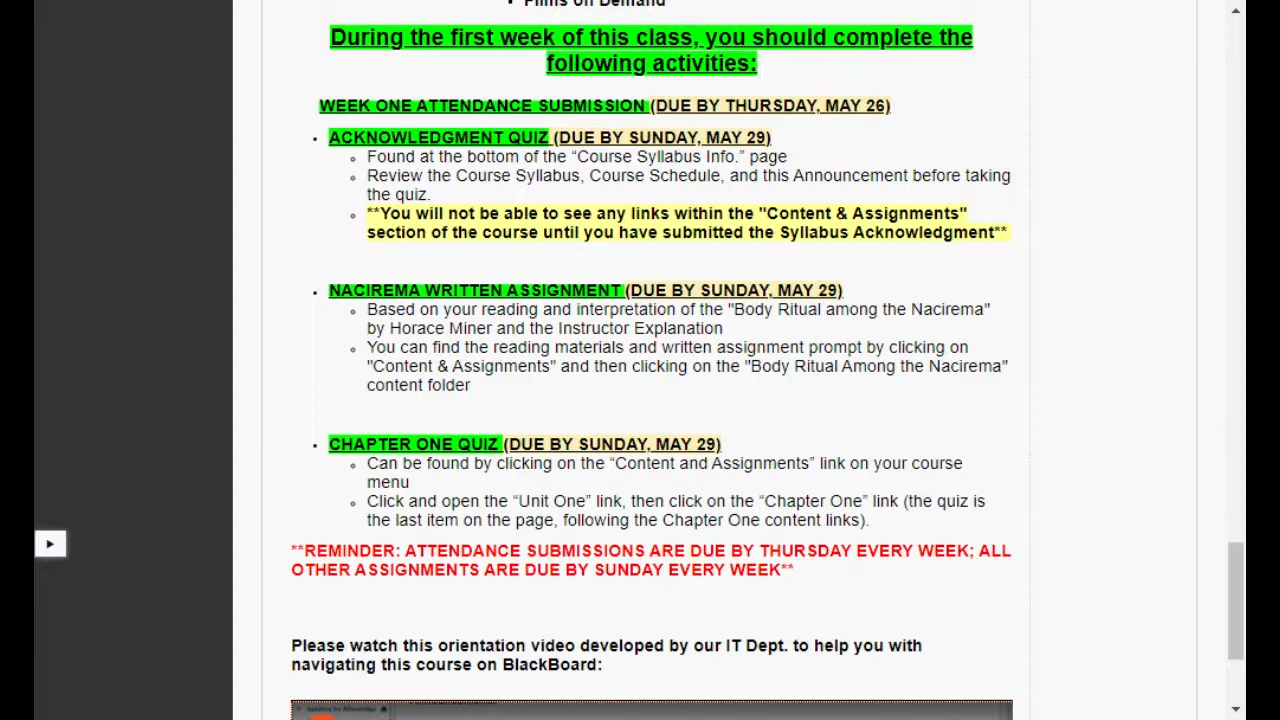 Films on Demand
During the first week of this class, you should complete the
following activities:
WEEK ONE ATTENDANCE SUBMISSION (DUE BY THURSDAY, MAY 26)
ACKNOWLEDGMENT QUIZ (DUE BY SUNDAY, MAY 29)
Found at the bottom of the “Course Syllabus Info.” page
Review the Course Syllabus, Course Schedule, and this Announcement before taking
the quiz.
**You will not be able to see any links within the "Content & Assignments"
section of the course until you have submitted the Syllabus Acknowledgment**
NACIREMA WRITTEN ASSIGNMENT (DUE BY SUNDAY, MAY 29)
Based on your reading and interpretation of the "Body Ritual among the Nacirema"
by Horace Miner and the Instructor Explanation
You can find the reading materials and written assignment prompt by clicking on
"Content & Assignments" and then clicking on the "Body Ritual Among the Nacirema"
content folder
CHAPTER ONE QUIZ (DUE BY SUNDAY, MAY 29)
Can be found by clicking on the “Content and Assignments” link on your course
menu
Click and open the “Unit One” link, then click on the “Chapter One” link (the quiz is
the last item on the page, following the Chapter One content links).
**REMINDER: ATTENDANCE SUBMISSIONS ARE DUE BY THURSDAY EVERY WEEK; ALL
OTHER ASSIGNMENTS ARE DUE BY SUNDAY EVERY WEEK**
Please watch this orientation video developed by our IT Dept. to help you with
navigating this course on BlackBoard: